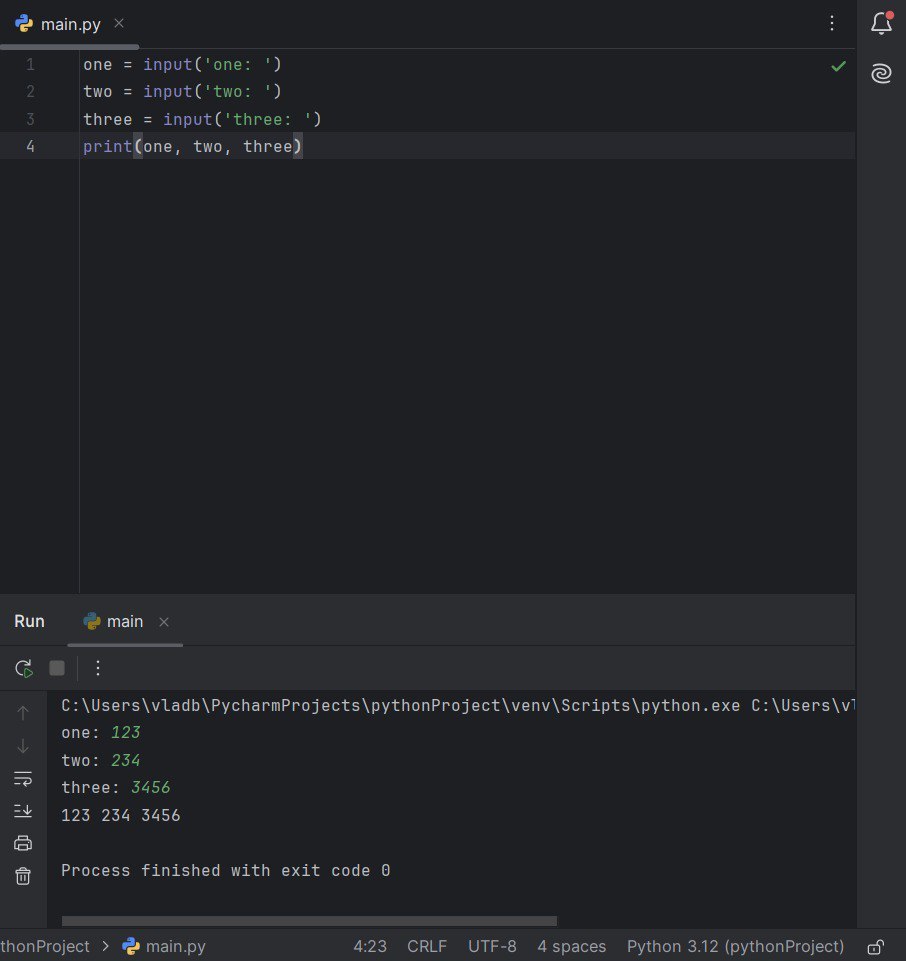 main.py
1 one = input('one: ')
2 two = input('two: ')
3 three = input('three: ')
4 print(one, two, three)
Run main
C:\Users\vladb\PycharmProjects\pythonProject\venv\Scripts\python.exe C:\Users\vl
one: 123
two: 234
three: 3456
123 234 3456
Process finished with exit code 0
thonProject > main.py 4:23 CRLF UTF-8 4 spaces Python 3.12 (pythonProject)